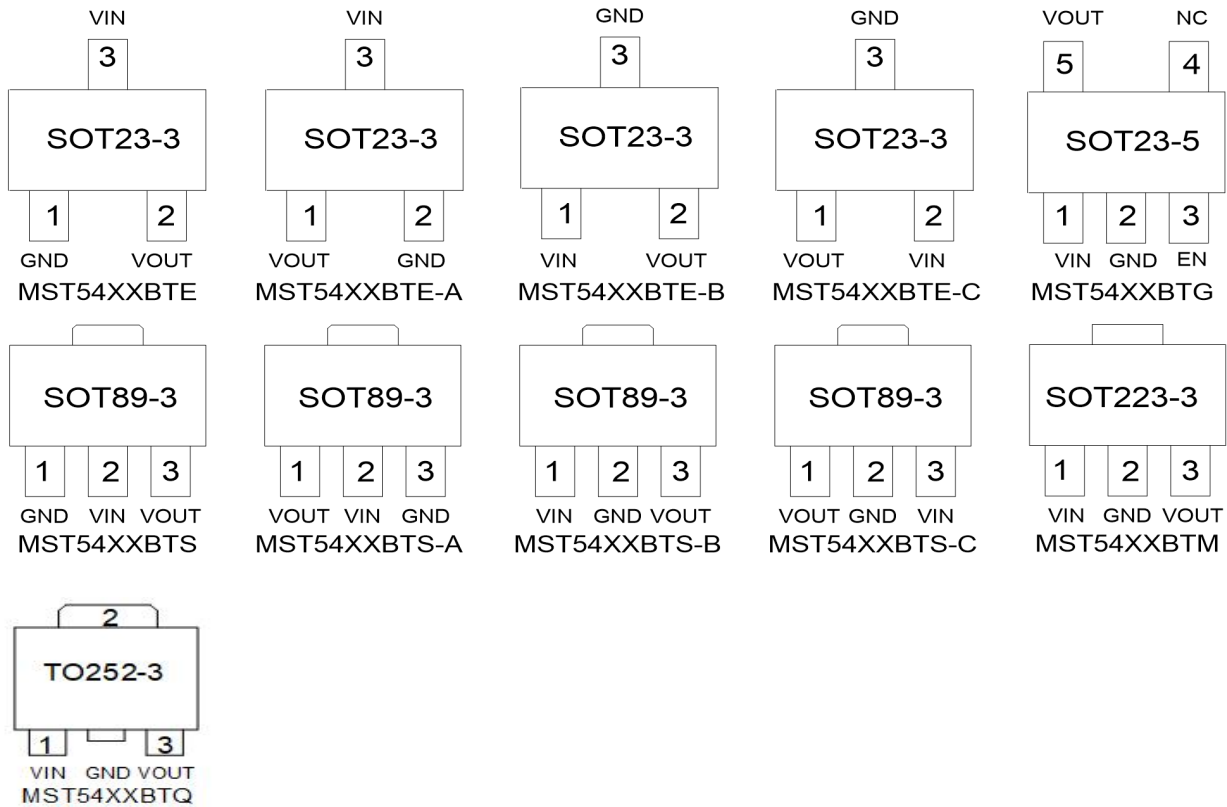 VIN VIN GND GND VOUT NC
3 3 3 3 5 4
SOT23-3 SOT23-3 SOT23-3 SOT23-3 SOT23-5
1 2 1 2 1 2 1 2 1 2 3
GND VOUT VOUT GND VIN VOUT VOUT VIN VIN GND EN
MST54XXBTE MST54XXBTE-A MST54XXBTE-B MST54XXBTE-C MST54XXBTG
SOT89-3 SOT89-3 SOT89-3 SOT89-3 SOT223-3
1 2 3 1 2 3 1 2 3 1 2 3 1 2 3
GND VIN VOUT VOUT VIN GND VIN GND VOUT VOUT GND VIN VIN GND VOUT
MST54XXBTS MST54XXBTS-A MST54XXBTS-B MST54XXBTS-C MST54XXBTM
2
TO252-3
1 3
VIN GND VOUT
MST54XXBTQ